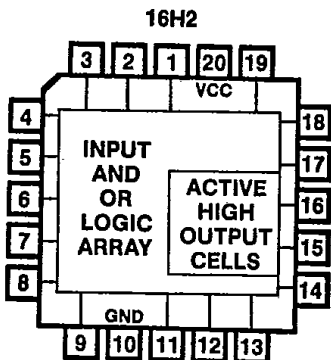 16H2
3 2 1 20 19
VCC
4
5
6
7
8
18
17
16
15
14
INPUT
AND
OR
LOGIC
ARRAY
ACTIVE
HIGH
OUTPUT
CELLS
GND
9 10 11 12 13